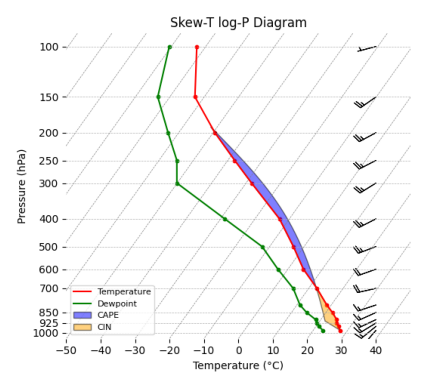 Skew-T log-P Diagram
Pressure (hPa)
100
150
200
250
300
400
500
600
700
850
925
1000
Temperature
Dewpoint
CAPE
CIN
−50 −40 −30 −20 −10 0 10 20 30 40
Temperature (°C)